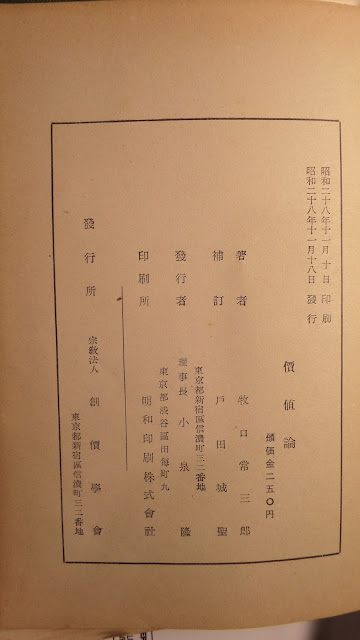 昭和二十八年十一月十日 印刷
昭和二十八年十一月十八日 發行
價値論
頒価金二五〇円
著者 牧口常三郎
補訂 戸田城聖
東京都新宿區信濃町三二番地
發行者 理事長 小泉隆
東京都渋谷區田毎町九
印刷所 昭和印刷株式會社
發行所 宗教法人 創價學會
東京都新宿區信濃町三二番地